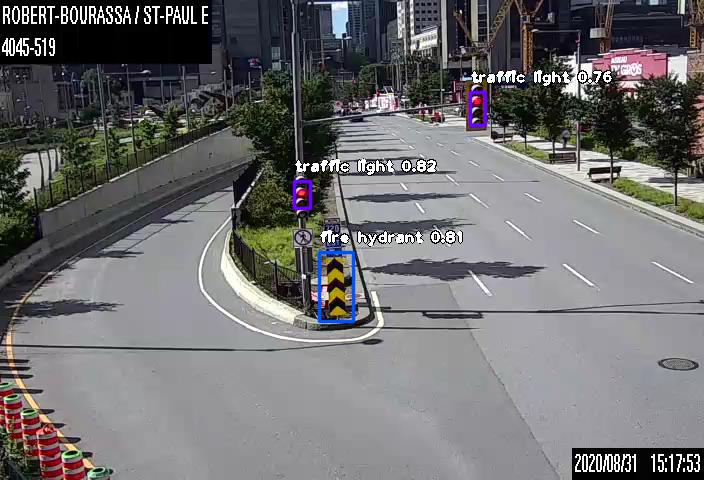 ROBERT-BOURASSA / ST-PAUL E
4045-519
traffic light 0.76
traffic light 0.82
fire hydrant 0.81
2020/08/31 15:17:53